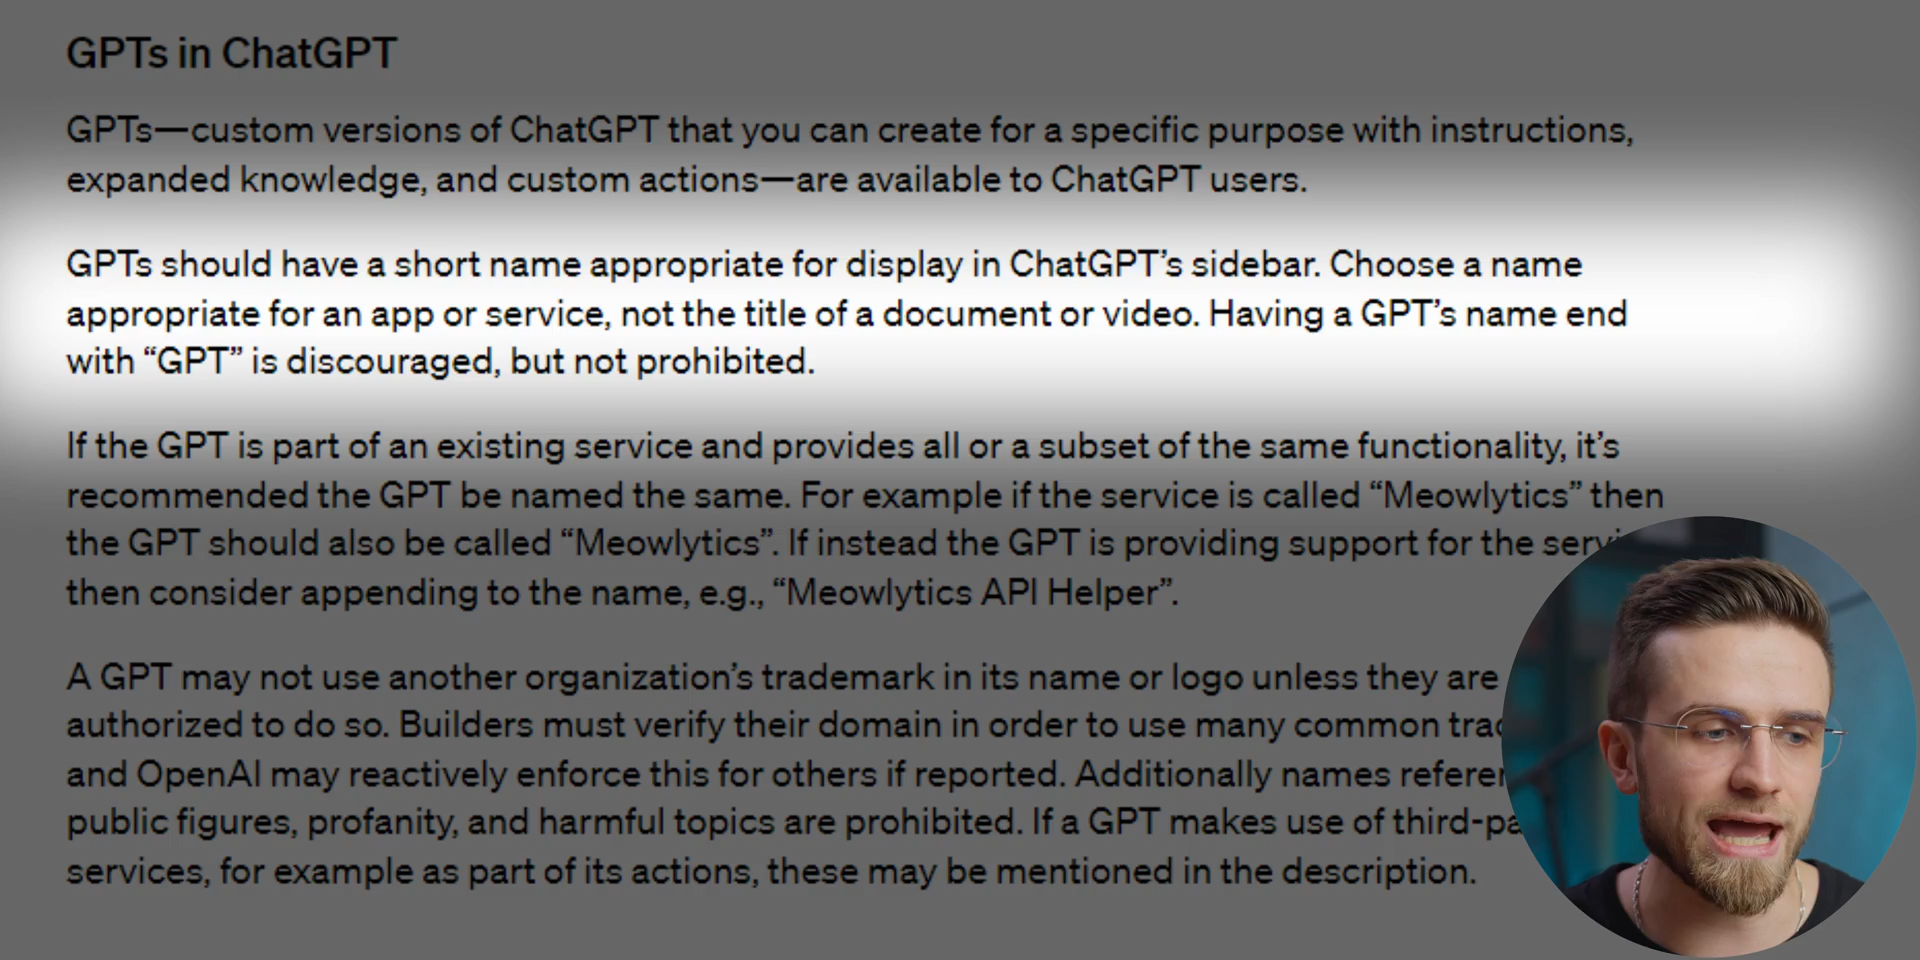 GPTs in ChatGPT
GPTs—custom versions of ChatGPT that you can create for a specific purpose with instructions,
expanded knowledge, and custom actions—are available to ChatGPT users.
GPTs should have a short name appropriate for display in ChatGPT’s sidebar. Choose a name
appropriate for an app or service, not the title of a document or video. Having a GPT’s name end
with “GPT” is discouraged, but not prohibited.
If the GPT is part of an existing service and provides all or a subset of the same functionality, it’s
recommended the GPT be named the same. For example if the service is called “Meowlytics” then
the GPT should also be called “Meowlytics”. If instead the GPT is providing support for the
then consider appending to the name, e.g., “Meowlytics API Helper”.
A GPT may not use another organization’s trademark in its name or logo unless they are
authorized to do so. Builders must verify their domain in order to use many common
and OpenAI may reactively enforce this for others if reported. Additionally names
public figures, profanity, and harmful topics are prohibited. If a GPT makes use of
services, for example as part of its actions, these may be mentioned in the description.